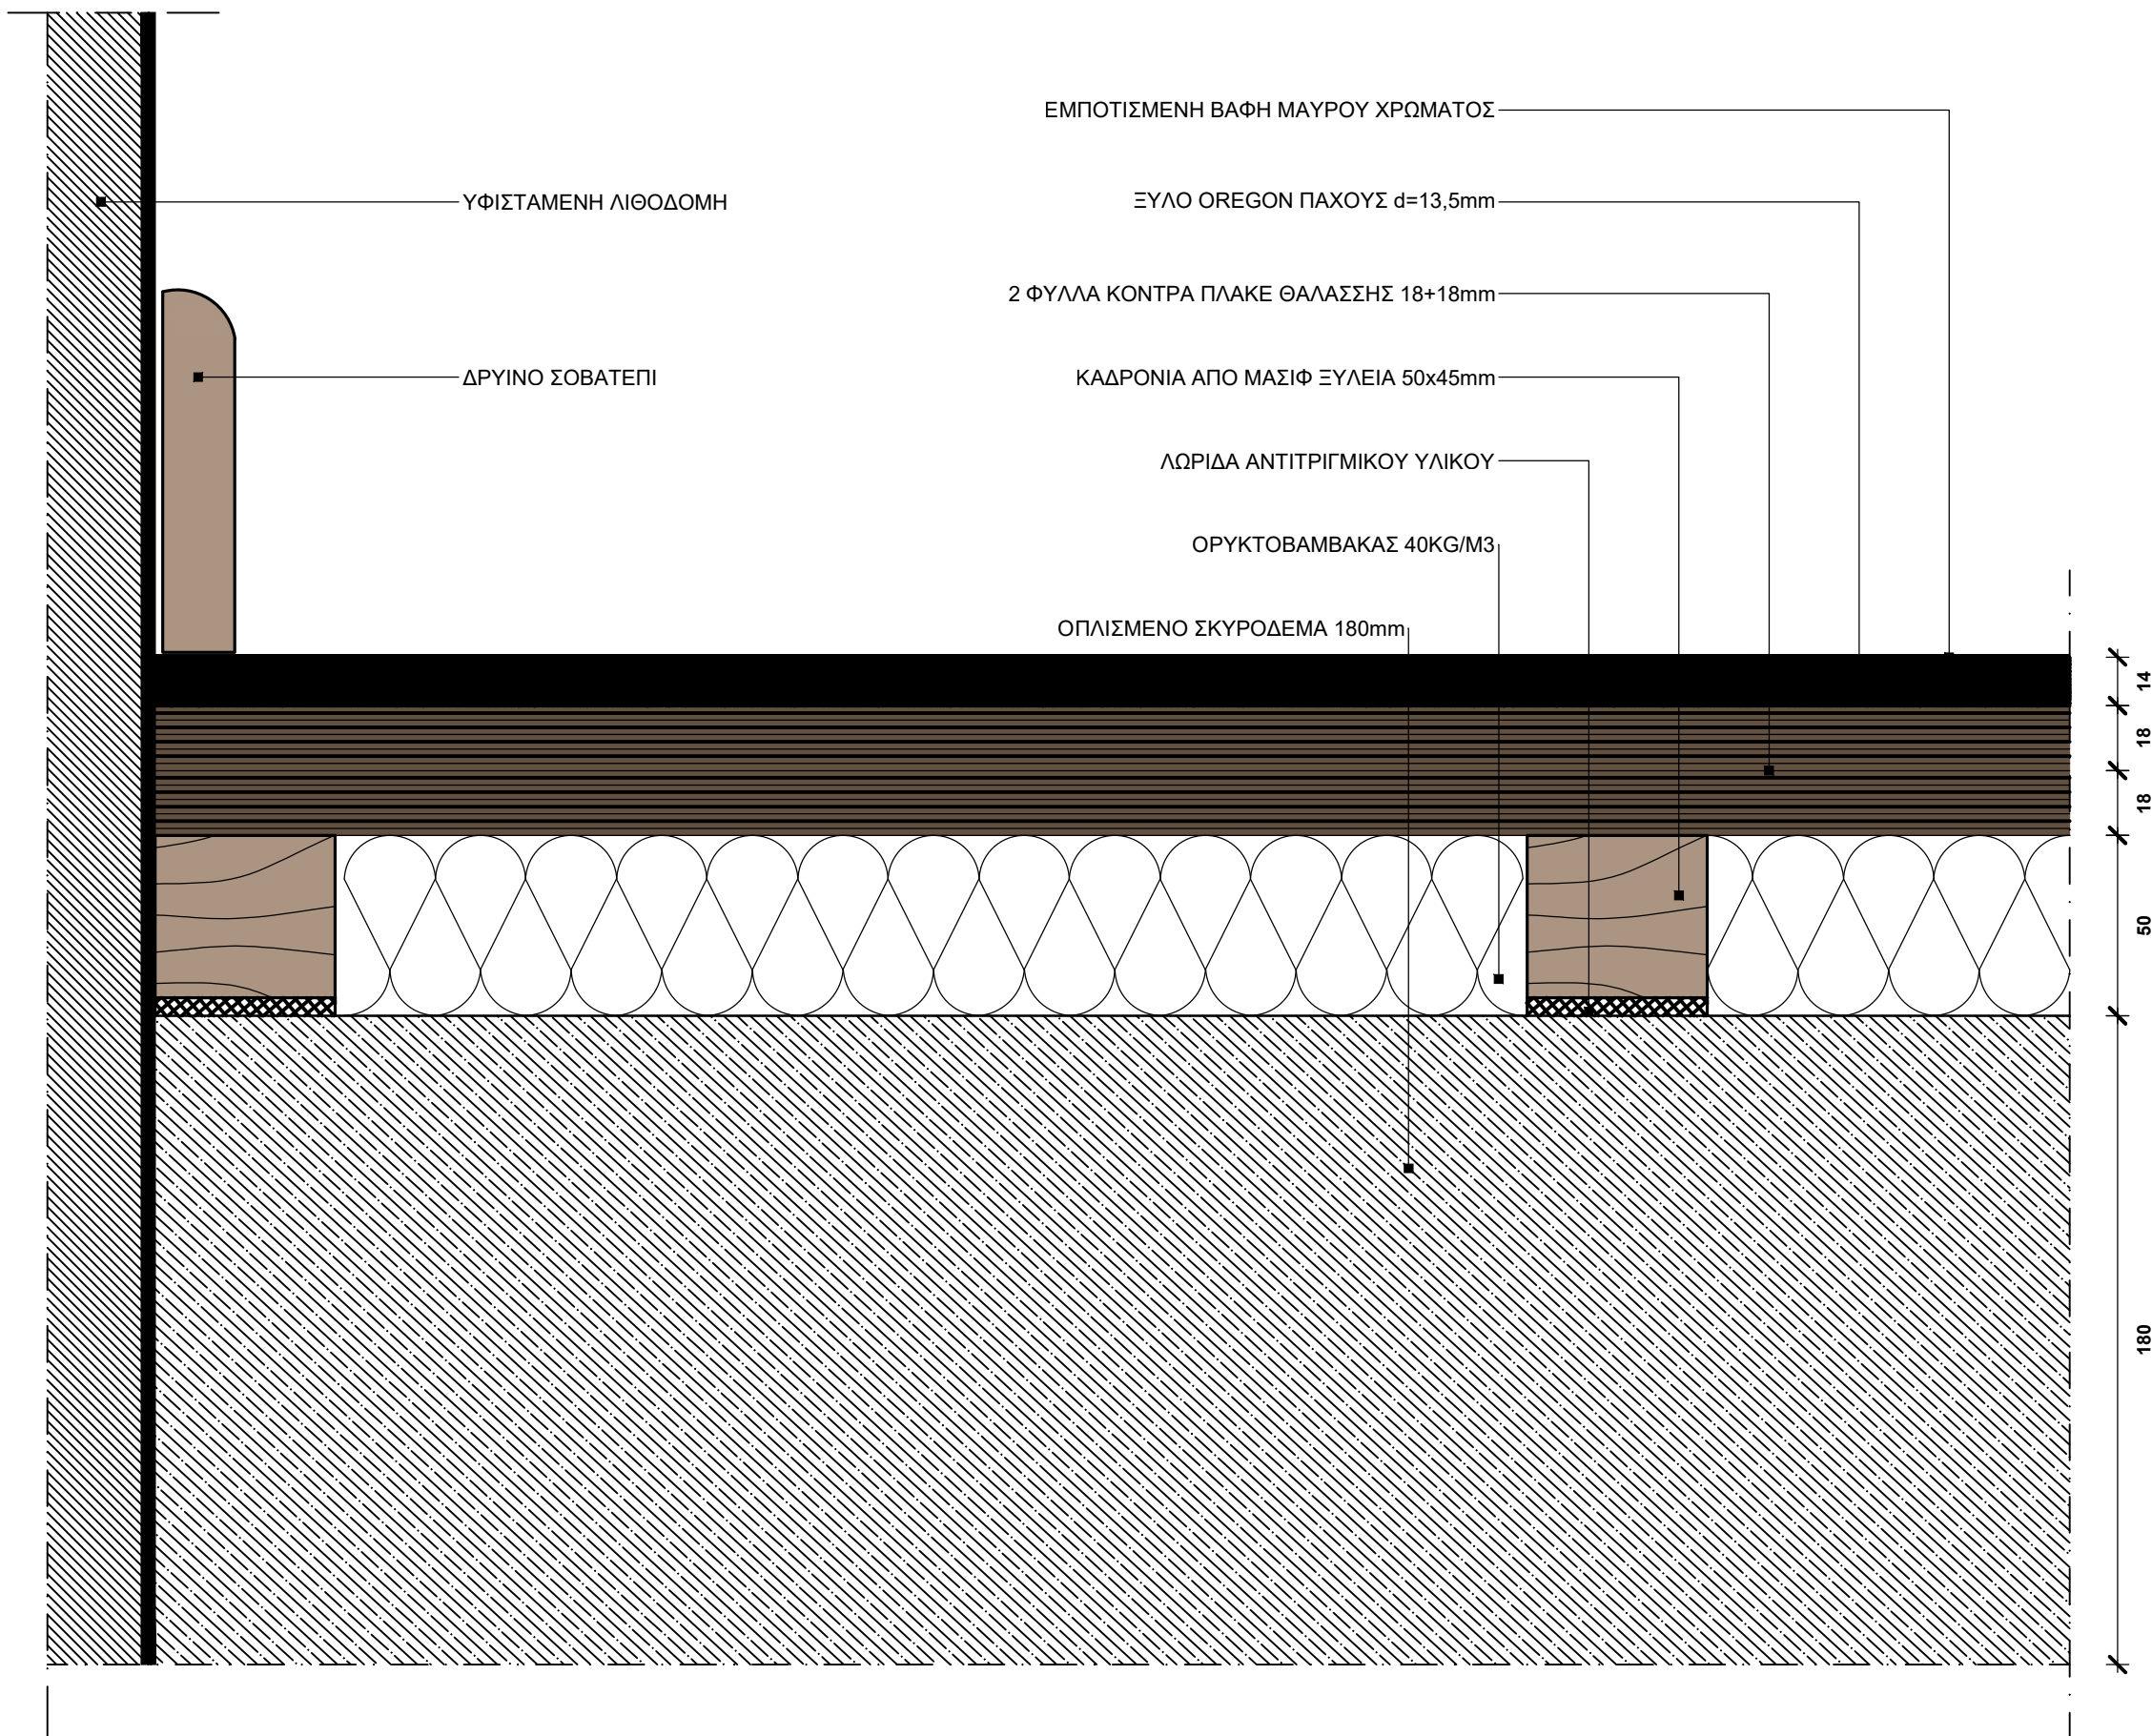 ΕΜΠΟΤΙΣΜΕΝΗ ΒΑΦΗ ΜΑΥΡΟΥ ΧΡΩΜΑΤΟΣ
ΥΦΙΣΤΑΜΕΝΗ ΛΙΘΟΔΟΜΗ
ΞΥΛΟ OREGON ΠΑΧΟΥΣ d=13,5mm
2 ΦΥΛΛΑ ΚΟΝΤΡΑ ΠΛΑΚΕ ΘΑΛΑΣΣΗΣ 18+18mm
ΔΡΥΙΝΟ ΣΟΒΑΤΕΠΙ
ΚΑΔΡΟΝΙΑ ΑΠΟ ΜΑΣΙΦ ΞΥΛΕΙΑ 50x45mm
ΛΩΡΙΔΑ ΑΝΤΙΤΡΙΓΜΙΚΟΥ ΥΛΙΚΟΥ
ΟΡΥΚΤΟΒΑΜΒΑΚΑΣ 40KG/M3
ΟΠΛΙΣΜΕΝΟ ΣΚΥΡΟΔΕΜΑ 180mm
14
18
18
50
180